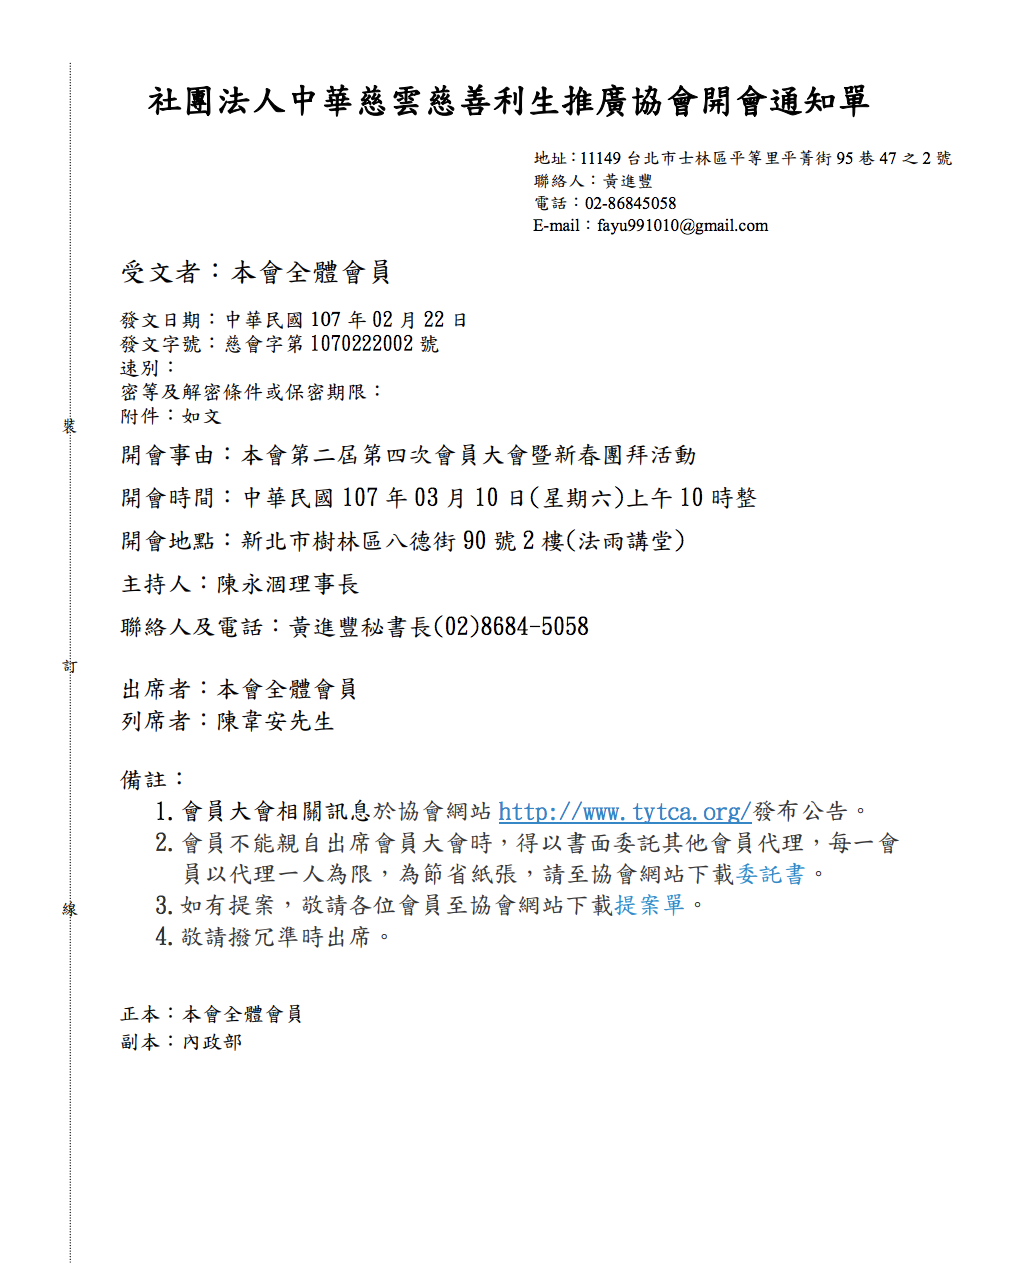 社團法人中華慈雲慈善利生推廣協會開會通知單
地址：11149 台北市士林區平等里平菁街 95 巷 47 之 2 號
聯絡人：黃進豐
電話：02-86845058
E-mail：fayu991010@gmail.com
受文者：本會全體會員
發文日期：中華民國 107 年 02 月 22 日
發文字號：慈會字第 1070222002 號
速別：
密等及解密條件或保密期限：
附件：如文
開會事由：本會第二屆第四次會員大會暨新春團拜活動
開會時間：中華民國 107 年 03 月 10 日(星期六)上午 10 時整
開會地點：新北市樹林區八德街 90 號 2 樓(法雨講堂)
主持人：陳永涸理事長
聯絡人及電話：黃進豐秘書長(02)8684-5058
出席者：本會全體會員
列席者：陳韋安先生
備註：
1. 會員大會相關訊息於協會網站 http://www.tytca.org/發布公告。
2. 會員不能親自出席會員大會時，得以書面委託其他會員代理，每一會
員以代理一人為限，為節省紙張，請至協會網站下載委託書。
3. 如有提案，敬請各位會員至協會網站下載提案單。
4. 敬請撥冗準時出席。
正本：本會全體會員
副本：內政部
裝
訂
線